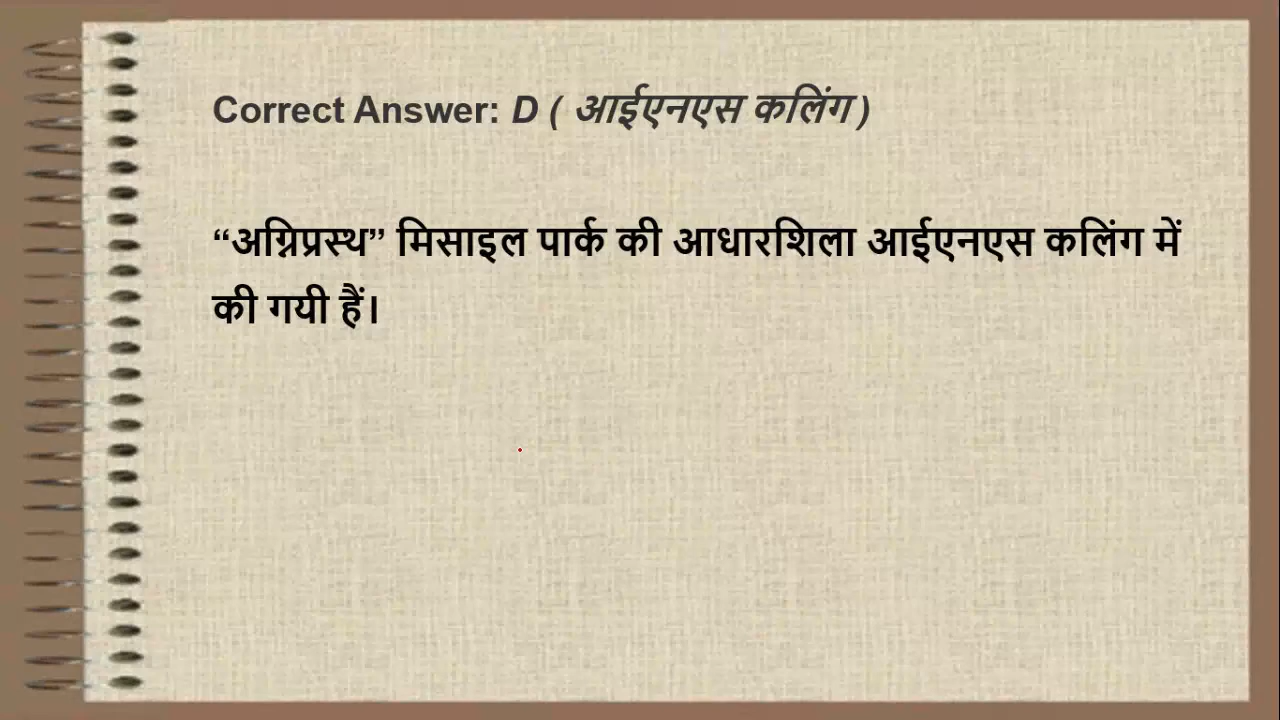 Correct Answer: D ( आईएनएस कलिंग )
“अग्निप्रस्थ” मिसाइल पार्क की आधारशिला आईएनएस कलिंग में
की गयी हैं।